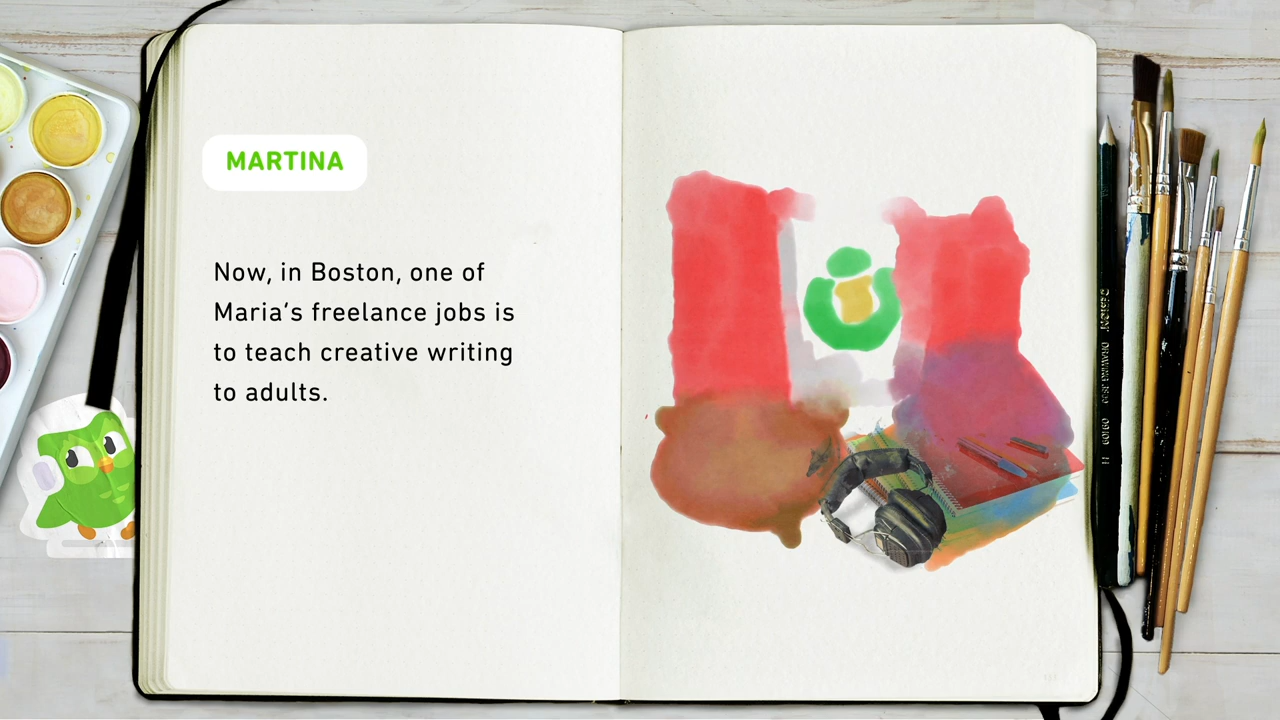 MARTINA
Now, in Boston, one of
Maria's freelance jobs is
to teach creative writing
to adults.